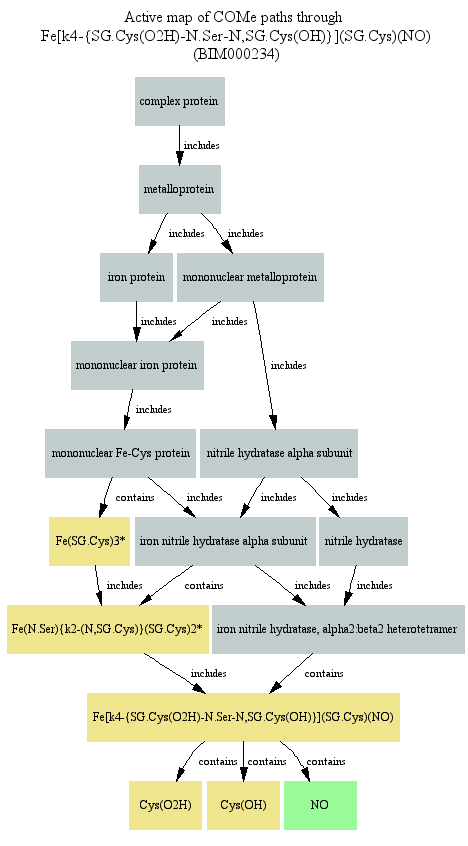 Active map of COMe paths through
Fe[k4-{SG.Cys(O2H)-N.Ser-N,SG.Cys(OH)}](SG.Cys)(NO)
(BIM000234)
complex protein
includes
metalloprotein
includes
includes
iron protein
mononuclear metalloprotein
includes
includes
mononuclear iron protein
includes
includes
mononuclear Fe-Cys protein
nitrile hydratase alpha subunit
contains
includes
includes
includes
Fe(SG.Cys)3*
iron nitrile hydratase alpha subunit
nitrile hydratase
includes
contains
includes
includes
Fe(N.Ser){k2-(N,SG.Cys)}(SG.Cys)2*
iron nitrile hydratase, alpha2:beta2 heterotetramer
includes
contains
Fe[k4-{SG.Cys(O2H)-N.Ser-N,SG.Cys(OH)}](SG.Cys)(NO)
contains
contains
contains
Cys(O2H)
Cys(OH)
NO